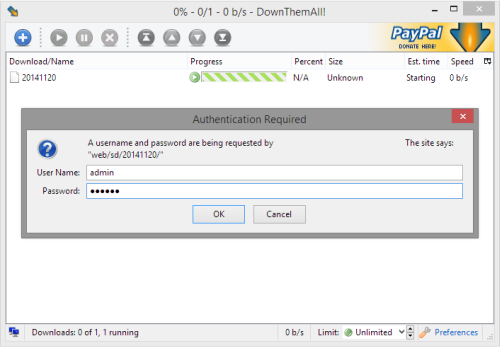 0% - 0/1 - 0 b/s - DownThemAll!
PayPal
DONATE HERE!
Download/Name Progress Percent Size Est. time Speed
20141120 N/A Unknown Starting 0 b/s
Authentication Required
A username and password are being requested by The site says:
"web/sd/20141120/"
User Name: admin
Password: ••••••
OK Cancel
Downloads: 0 of 1, 1 running 0 b/s Limit: Unlimited Preferences